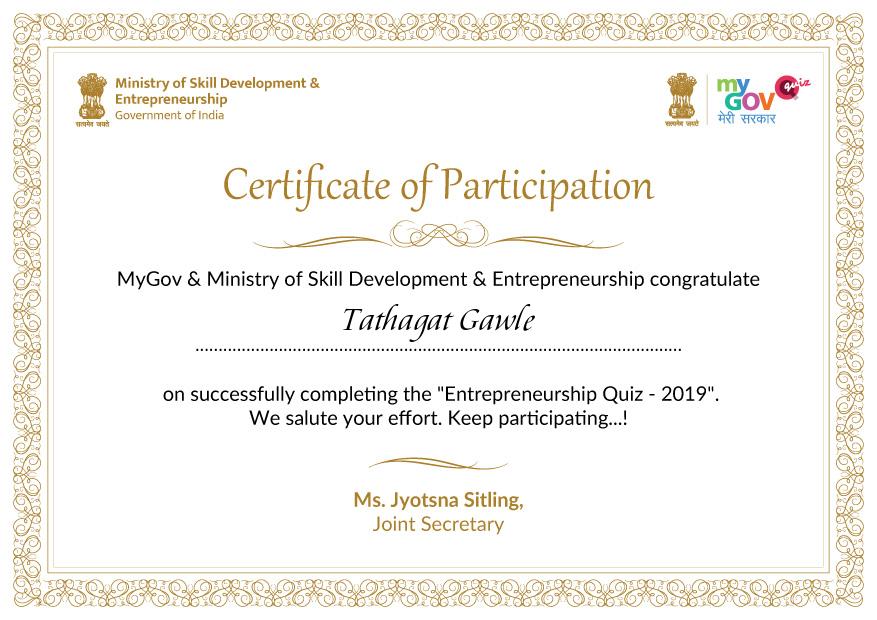 Ministry of Skill Development &
Entrepreneurship
Government of India
सत्यमेव जयते
सत्यमेव जयते
my
GOV
quiz
मेरी सरकार
Certificate of Participation
MyGov & Ministry of Skill Development & Entrepreneurship congratulate
Tathagat Gawle
on successfully completing the "Entrepreneurship Quiz - 2019".
We salute your effort. Keep participating...!
Ms. Jyotsna Sitling,
Joint Secretary